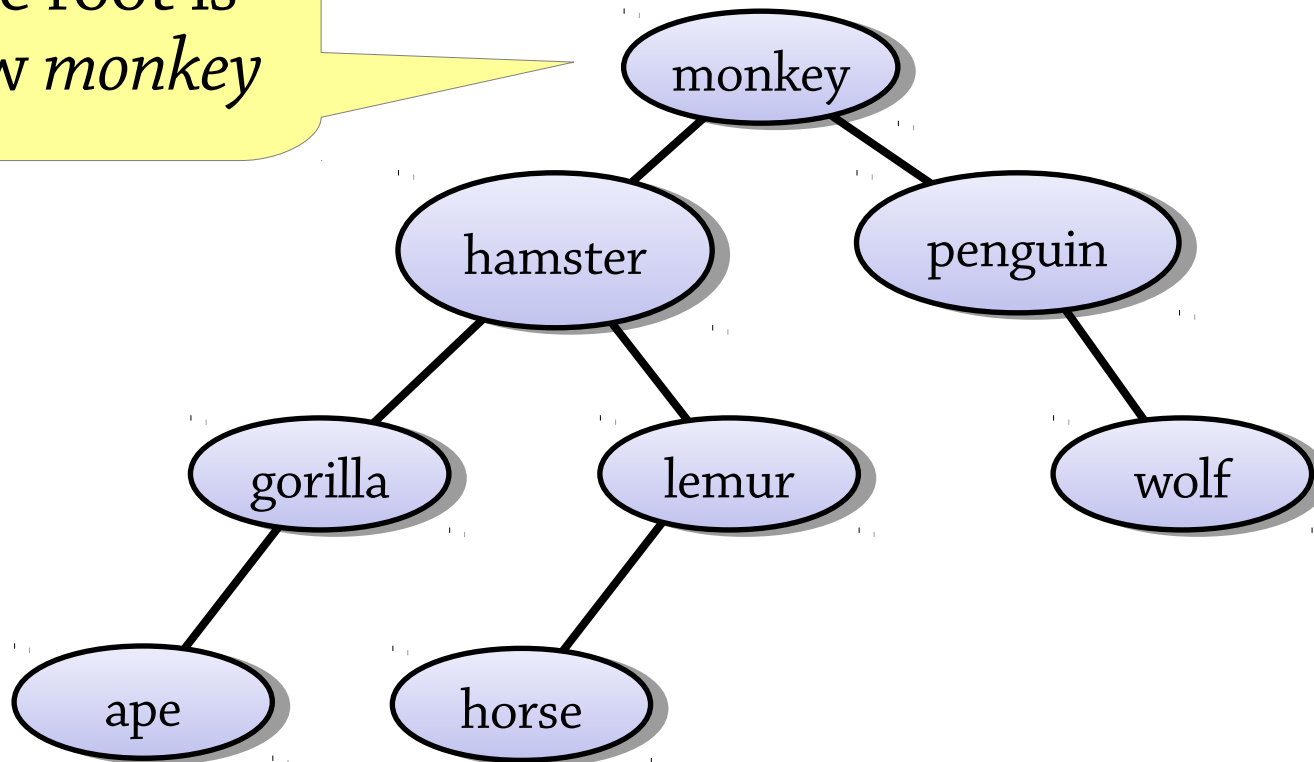 root is
monkey
monkey
hamster
penguin
gorilla
lemur
wolf
ape
horse